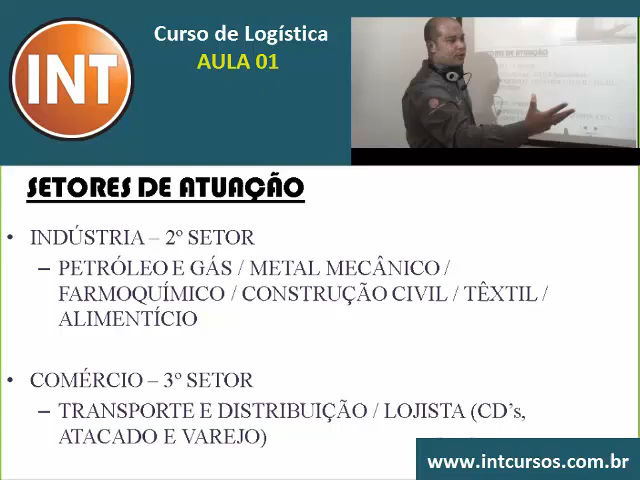 INT
Curso de Logística
AULA 01
SETORES DE ATUAÇÃO
• INDÚSTRIA – 2º SETOR
– PETRÓLEO E GÁS / METAL MECÂNICO /
FARMOQUÍMICO / CONSTRUÇÃO CIVIL / TÊXTIL /
ALIMENTÍCIO
• COMÉRCIO – 3º SETOR
– TRANSPORTE E DISTRIBUIÇÃO / LOJISTA (CD's,
ATACADO E VAREJO)
www.intcursos.com.br